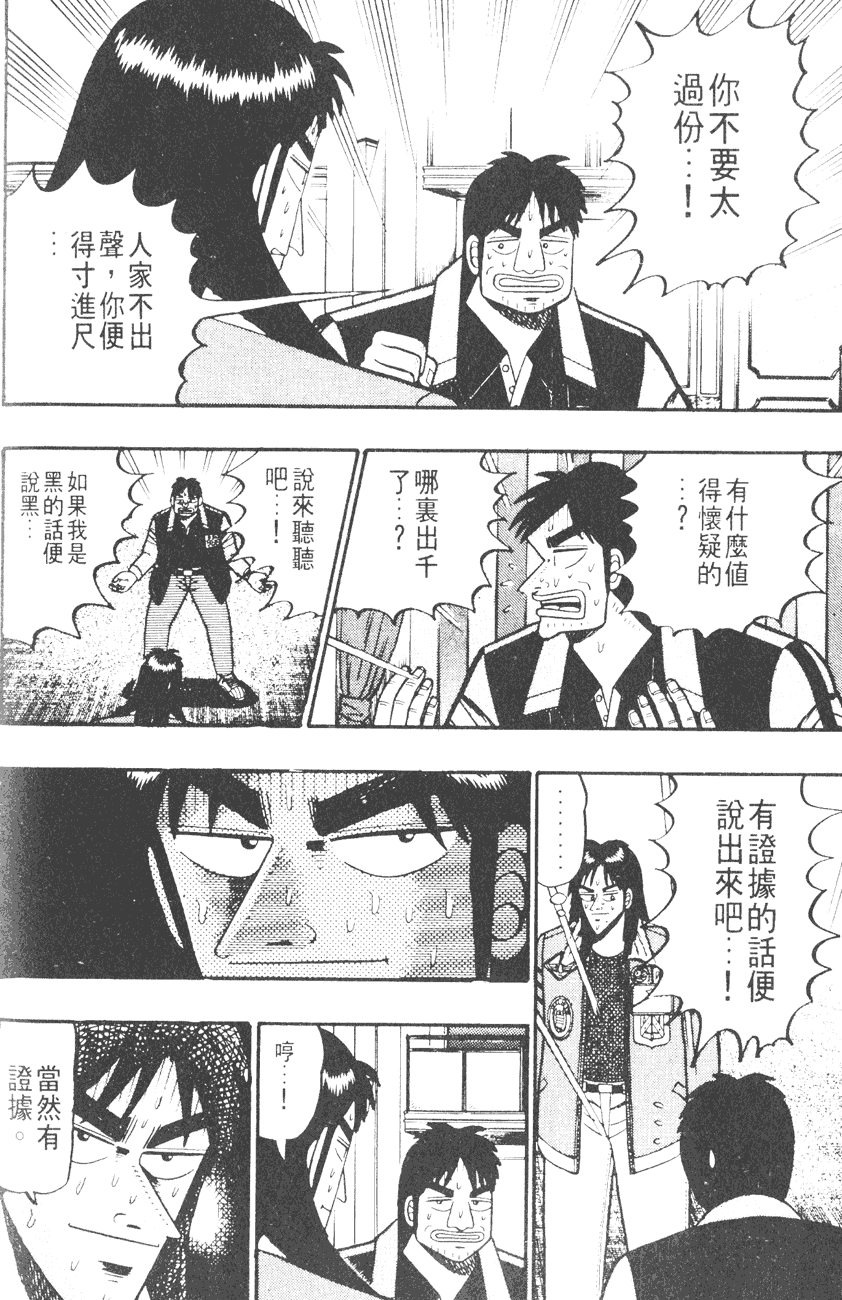 你不要太
過份…！
人家不出
聲，你便
得寸進尺
…
有什麼值
得懷疑的
…？
哪裏出千
了…？
說來聽聽
吧…！
如果我是
黑的話便
說黑…
有證據的話便
說出來吧…！
………
哼…！
當然有
證據。